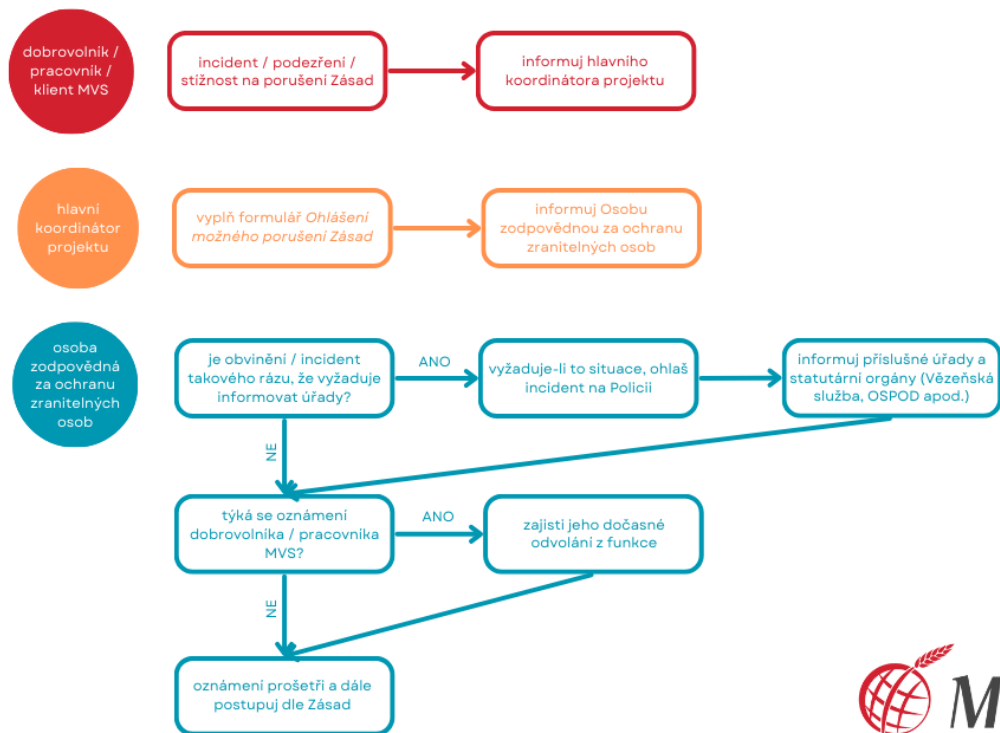 dobrovolník /
pracovník /
klient MVS
incident / podezření /
stížnost na porušení Zásad
informuj hlavního
koordinátora projektu
hlavní
koordinátor
projektu
vyplň formulář Ohlášení
možného porušení Zásad
informuj Osobu
zodpovědnou za ochranu
zranitelných osob
osoba
zodpovědná
za ochranu
zranitelných
osob
je obvinění / incident
takového rázu, že vyžaduje
informovat úřady?
ANO
vyžaduje-li to situace, ohlaš
incident na Policii
informuj příslušné úřady a
statutární orgány (Vězeňská
služba, OSPOD apod.)
NE
týká se oznámení
dobrovolníka / pracovníka
MVS?
ANO
zajisti jeho dočasné
odvolání z funkce
NE
oznámení prošetři a dále
postupuj dle Zásad
M